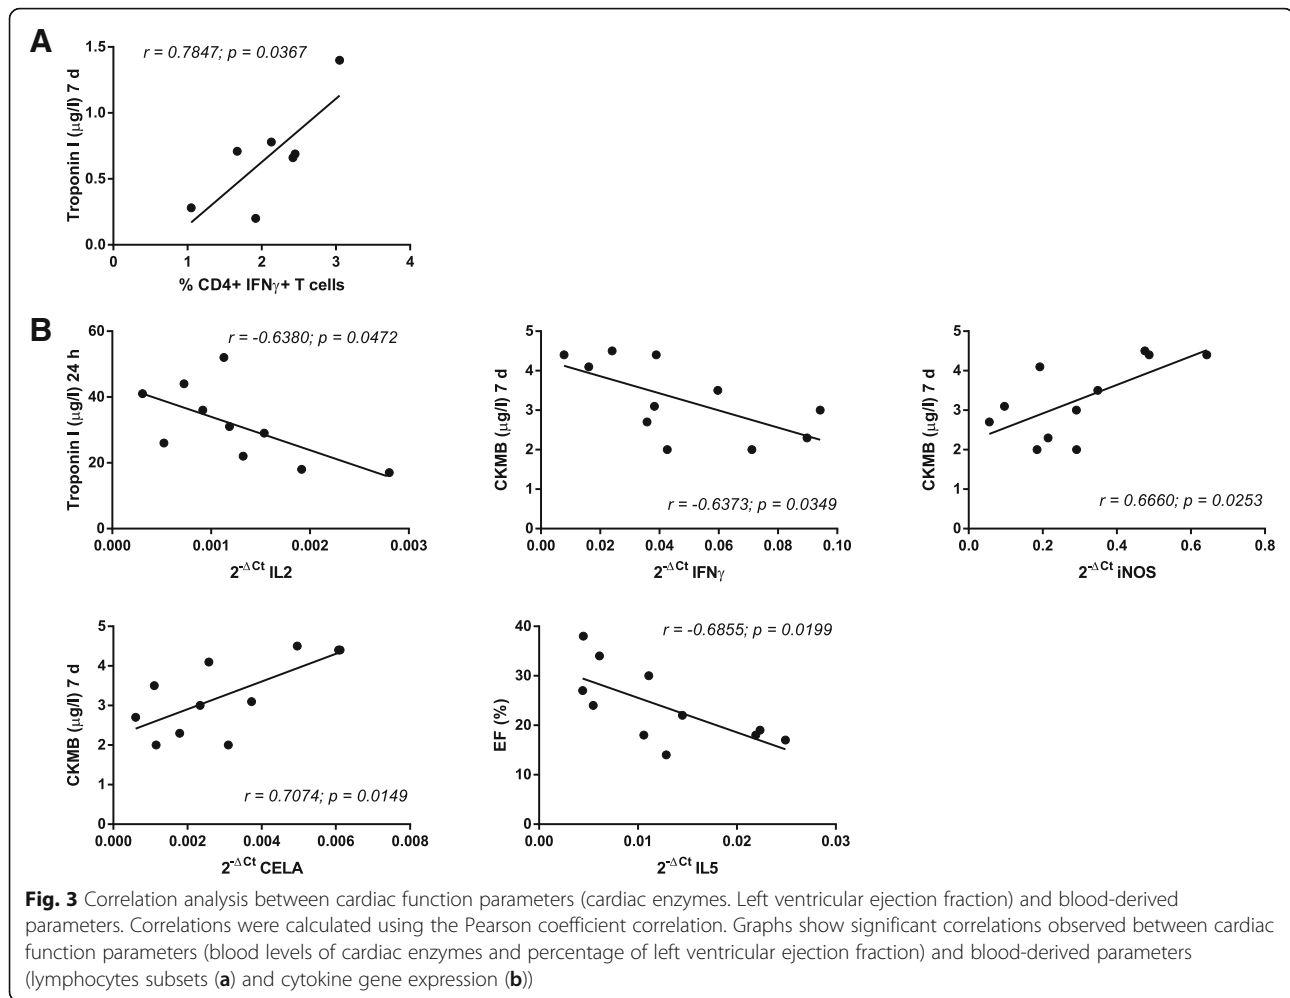 A
r = 0.7847; p = 0.0367
Troponin I (μg/l) 7 d
1.5
1.0
0.5
0.0
0 1 2 3 4
% CD4+ IFNγ+ T cells
B
r = -0.6380; p = 0.0472
Troponin I (μg/l) 24 h
60
40
20
0
0.000 0.001 0.002 0.003
2-ΔCt IL2
CKMB (μg/l) 7 d
5
4
3
2
1
0
r = -0.6373; p = 0.0349
0.00 0.02 0.04 0.06 0.08 0.10
2-ΔCt IFNγ
CKMB (μg/l) 7 d
5
4
3
2
1
0
r = 0.6660; p = 0.0253
0.0 0.2 0.4 0.6 0.8
2-ΔCt iNOS
CKMB (μg/l) 7 d
5
4
3
2
1
0
r = 0.7074; p = 0.0149
0.000 0.002 0.004 0.006 0.008
2-ΔCt CELA
r = -0.6855; p = 0.0199
EF (%)
40
30
20
10
0
0.00 0.01 0.02 0.03
2-ΔCt IL5
Fig. 3 Correlation analysis between cardiac function parameters (cardiac enzymes. Left ventricular ejection fraction) and blood-derived
parameters. Correlations were calculated using the Pearson coefficient correlation. Graphs show significant correlations observed between cardiac
function parameters (blood levels of cardiac enzymes and percentage of left ventricular ejection fraction) and blood-derived parameters
(lymphocytes subsets (a) and cytokine gene expression (b))